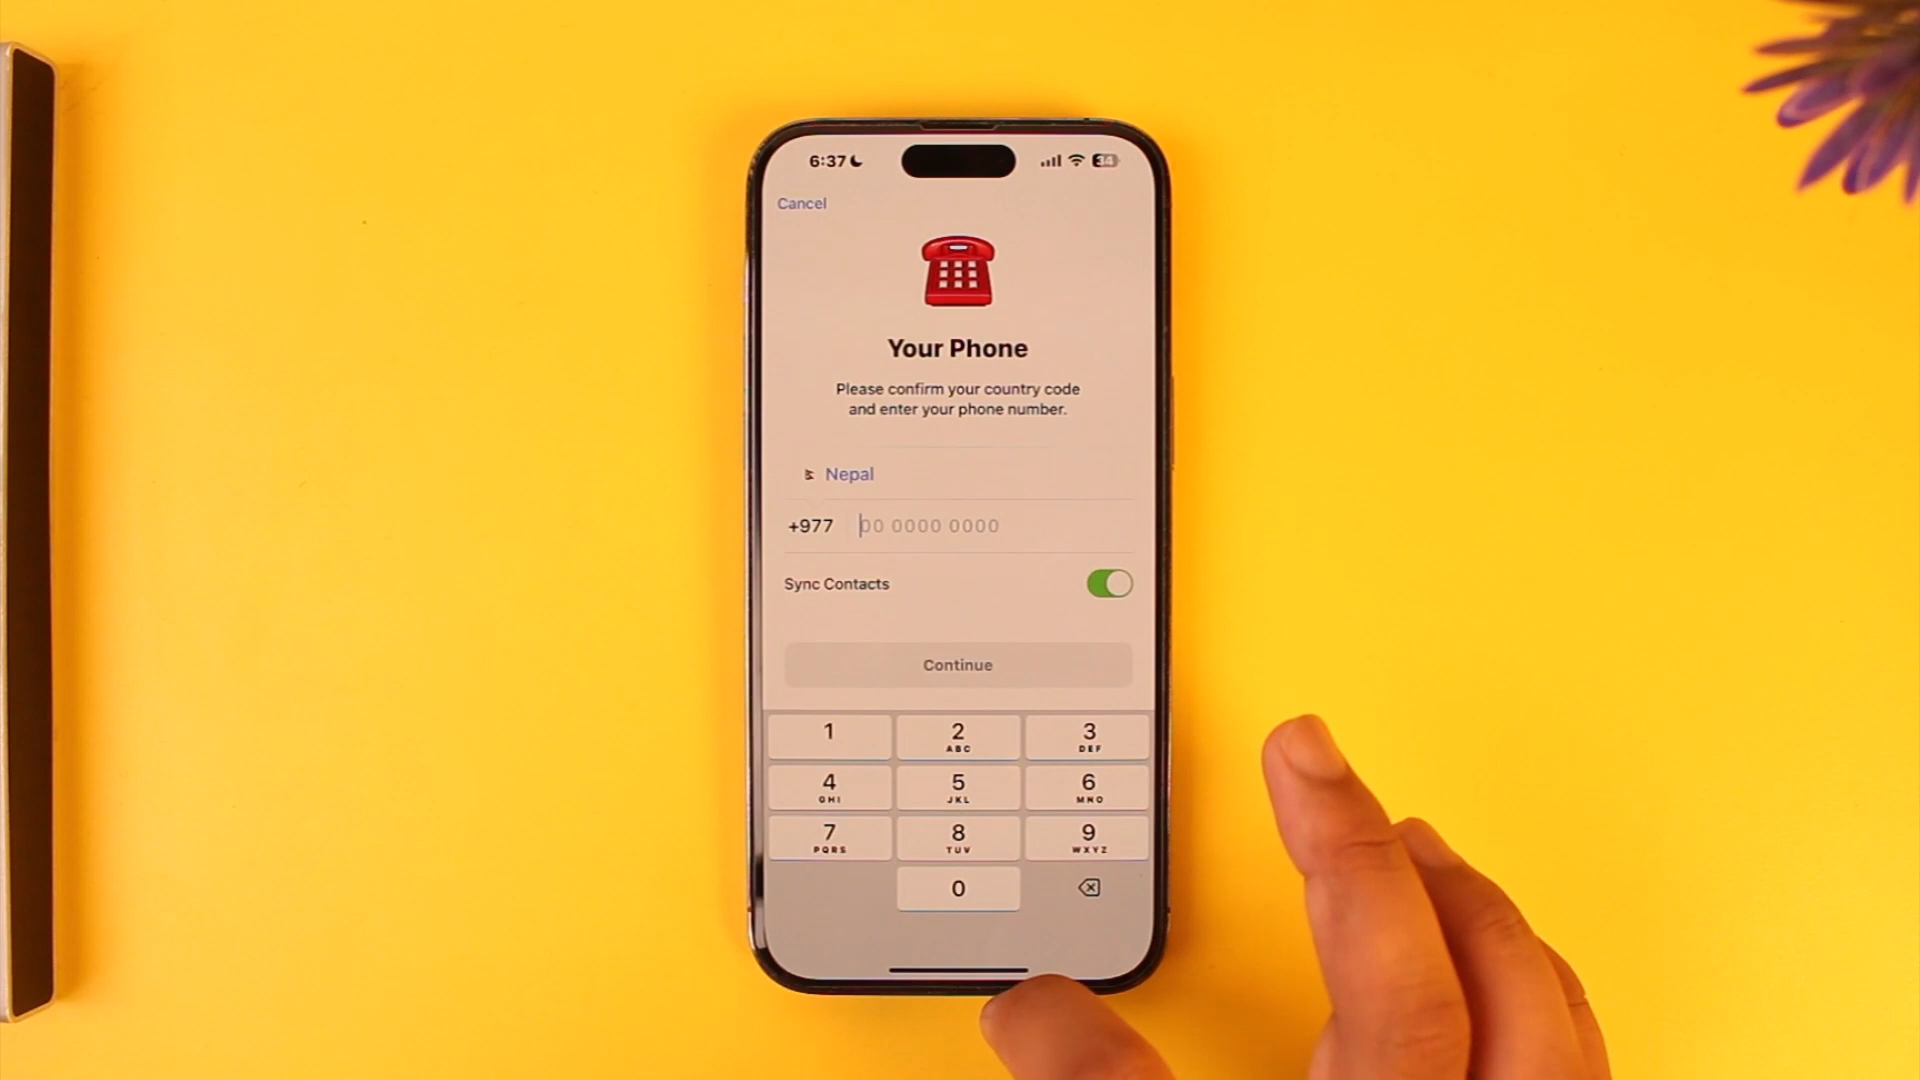 6:37
34
Cancel
Your Phone
Please confirm your country code
and enter your phone number.
Nepal
+977 00 0000 0000
Sync Contacts
Continue
1 2 3
ABC DEF
4 5 6
GHI JKL MNO
7 8 9
PQRS TUV WXYZ
0